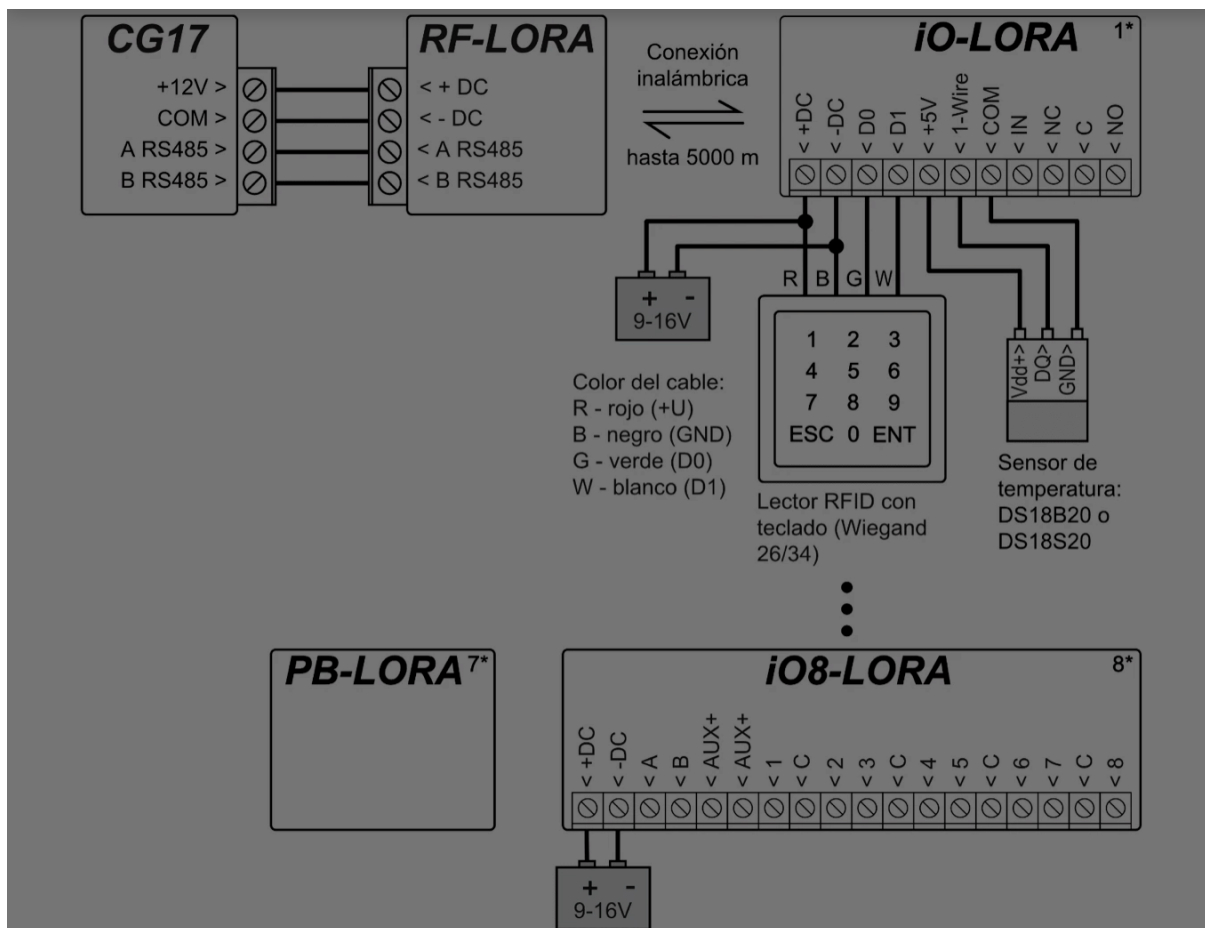 CG17
+12V >
COM >
A RS485 >
B RS485 >
RF-LORA
< + DC
< - DC
< A RS485
< B RS485
Conexión
inalámbrica
hasta 5000 m
iO-LORA 1*
< +DC
< -DC
< D0
< D1
< +5V
< 1-Wire
< COM
< IN
< NC
< C
< NO
+ -
9-16V
R B G W
1 2 3
4 5 6
7 8 9
ESC 0 ENT
Vdd+>
DQ>
GND>
Color del cable:
R - rojo (+U)
B - negro (GND)
G - verde (D0)
W - blanco (D1)
Lector RFID con
teclado (Wiegand
26/34)
Sensor de
temperatura:
DS18B20 o
DS18S20
PB-LORA 7*
iO8-LORA 8*
< +DC
< -DC
< A
< B
< AUX+
< AUX+
< 1
< C
< 2
< 3
< C
< 4
< 5
< C
< 6
< 7
< C
< 8
+ -
9-16V